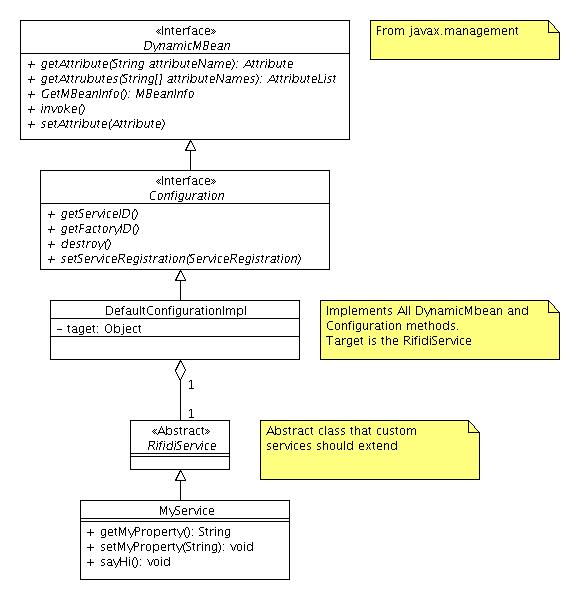 «Interface»
DynamicMBean
+ getAttribute(String attributeName): Attribute
+ getAttrubutes(String[] attributeNames): AttributeList
+ GetMBeanInfo(): MBeanInfo
+ invoke()
+ setAttribute(Attribute)
From javax.management
«Interface»
Configuration
+ getServiceID()
+ getFactoryID()
+ destroy()
+ setServiceRegistration(ServiceRegistration)
DefaultConfigurationImpl
- taget: Object
Implements All DynamicMbean and
Configuration methods.
Target is the RifidiService
1
1
«Abstract»
RifidiService
Abstract class that custom
services should extend
MyService
+ getMyProperty(): String
+ setMyProperty(String): void
+ sayHi(): void